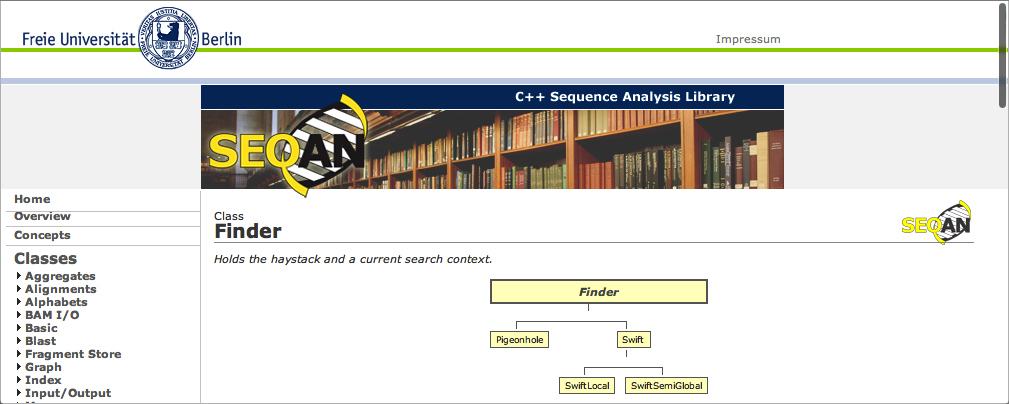 Freie Universität Berlin
Impressum
C++ Sequence Analysis Library
SEQAN
Home
Overview
Concepts
Classes
Aggregates
Alignments
Alphabets
BAM I/O
Basic
Blast
Fragment Store
Graph
Index
Input/Output
Class
Finder
SEQAN
Holds the haystack and a current search context.
Finder
Pigeonhole
Swift
SwiftLocal
SwiftSemiGlobal